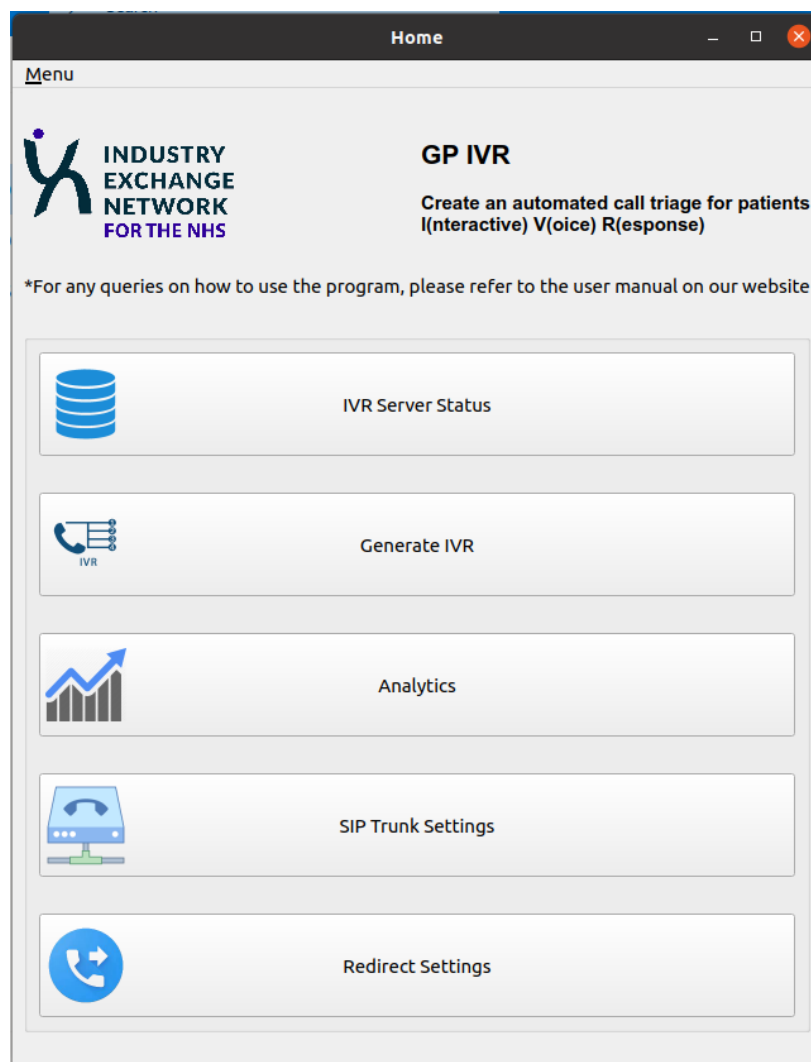 Home
Menu
INDUSTRY
EXCHANGE
NETWORK
FOR THE NHS
GP IVR
Create an automated call triage for patients
I(nteractive) V(oice) R(esponse)
*For any queries on how to use the program, please refer to the user manual on our website
IVR Server Status
IVR
Generate IVR
Analytics
SIP Trunk Settings
Redirect Settings